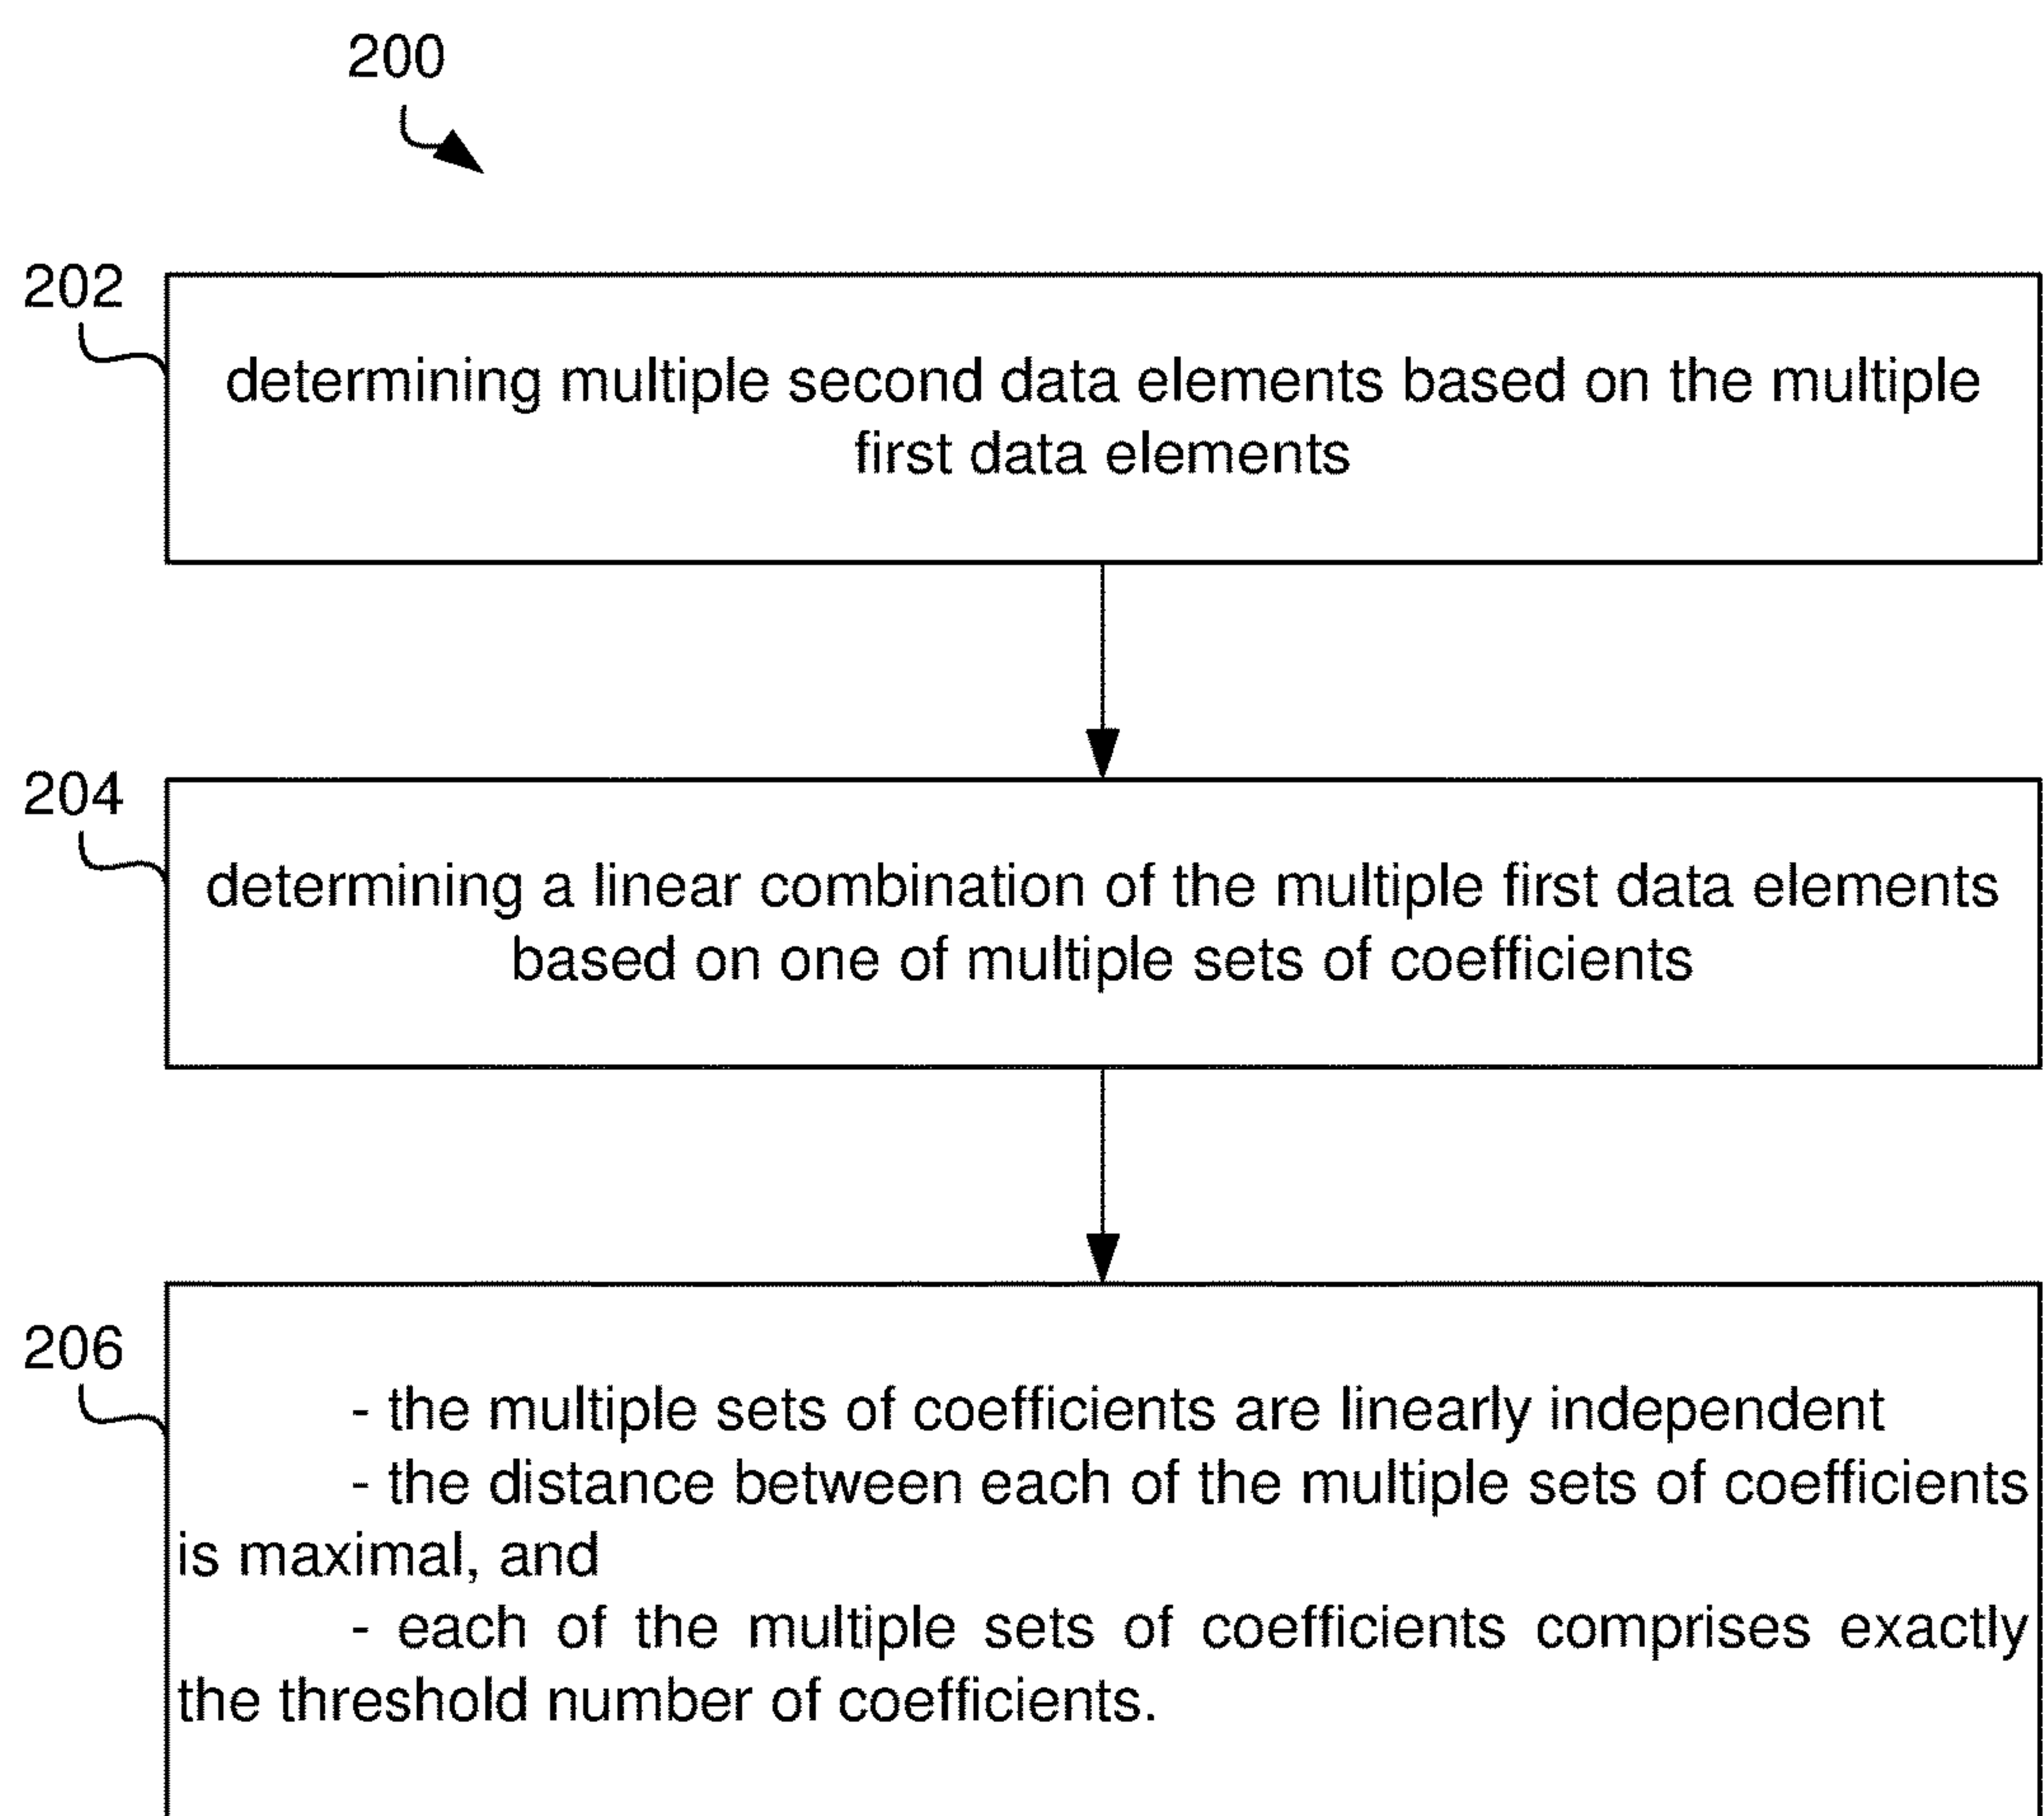 200
202
determining multiple second data elements based on the multiple
first data elements
204
determining a linear combination of the multiple first data elements
based on one of multiple sets of coefficients
206
- the multiple sets of coefficients are linearly independent
- the distance between each of the multiple sets of coefficients
is maximal, and
- each of the multiple sets of coefficients comprises exactly
the threshold number of coefficients.